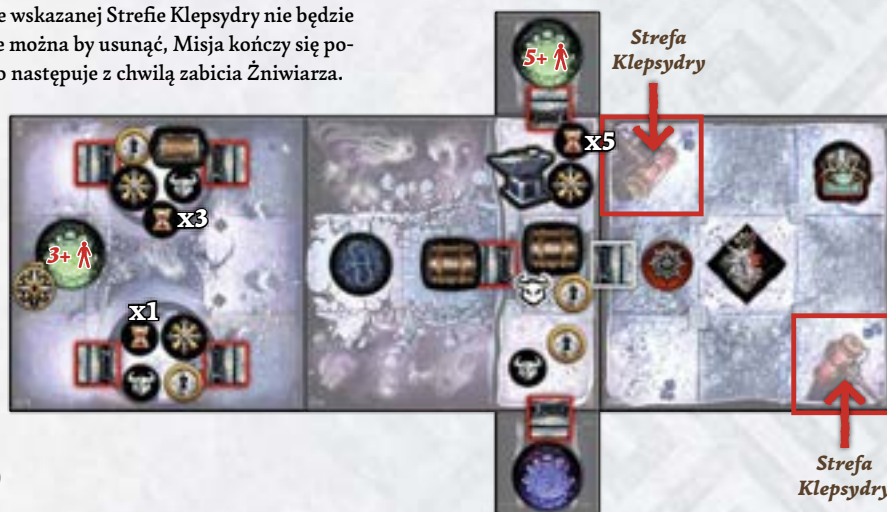 e wskazanej Strefie Klepsydry nie będzie
e można by usunąć, Misja kończy się po-
o następuje z chwilą zabicia Żniwiarza.
Strefa
Klepsydry
5+
x5
x3
3+
x1
Strefa
Klepsydry